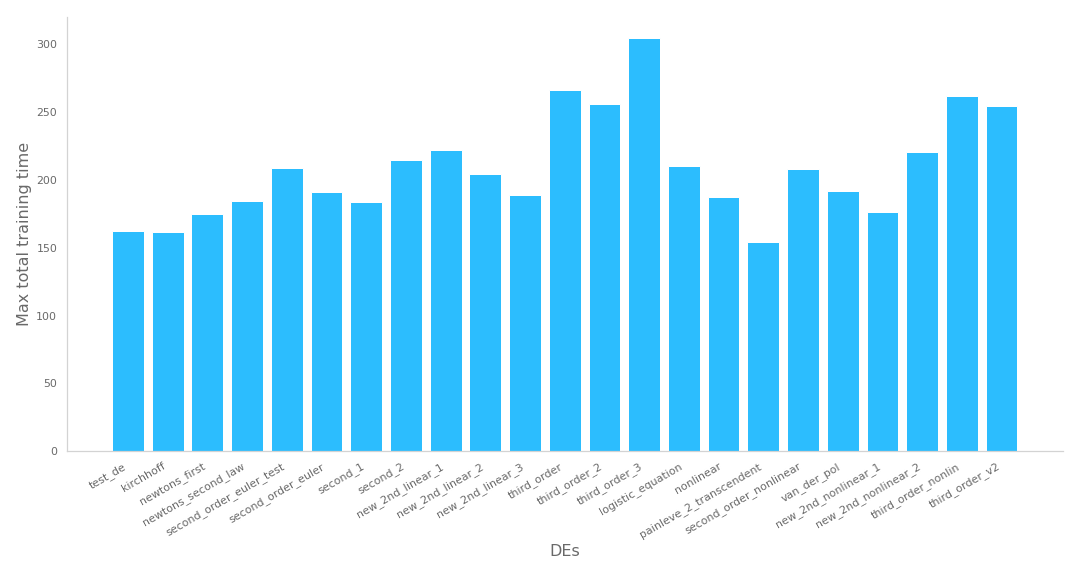 Max total training time
300
250
200
150
100
50
0
test_de
kirchhoff
newtons_first
newtons_second_law
second_order_euler_test
second_order_euler
second_1
second_2
new_2nd_linear_1
new_2nd_linear_2
new_2nd_linear_3
third_order
third_order_2
third_order_3
logistic_equation
nonlinear
painleve_2_transcendent
second_order_nonlinear
van_der_pol
new_2nd_nonlinear_1
new_2nd_nonlinear_2
third_order_nonlin
third_order_v2
DEs